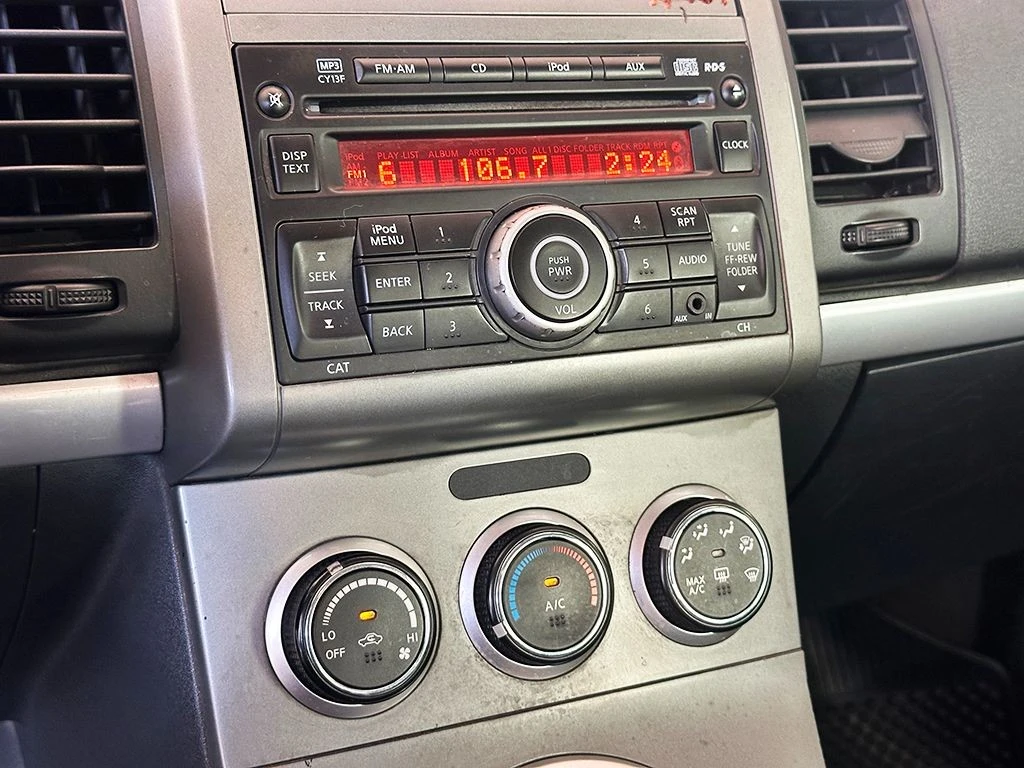 MP3
CY13F
FM·AM
CD
iPod
AUX
DISC
R·D·S
DISP
TEXT
CLOCK
iPod PLAY-LIST ALBUM ARTIST SONG ALL 1 DISC FOLDER TRACK RDM RPT
AM
FM1
FM2
6 106.7 2:24
SEEK
TRACK
CAT
iPod
MENU
ENTER
BACK
1
2
3
PUSH
PWR
VOL
4
5
6
SCAN
RPT
AUDIO
AUX IN
TUNE
FF·REW
FOLDER
CH
LO HI
OFF
A/C
MAX
A/C